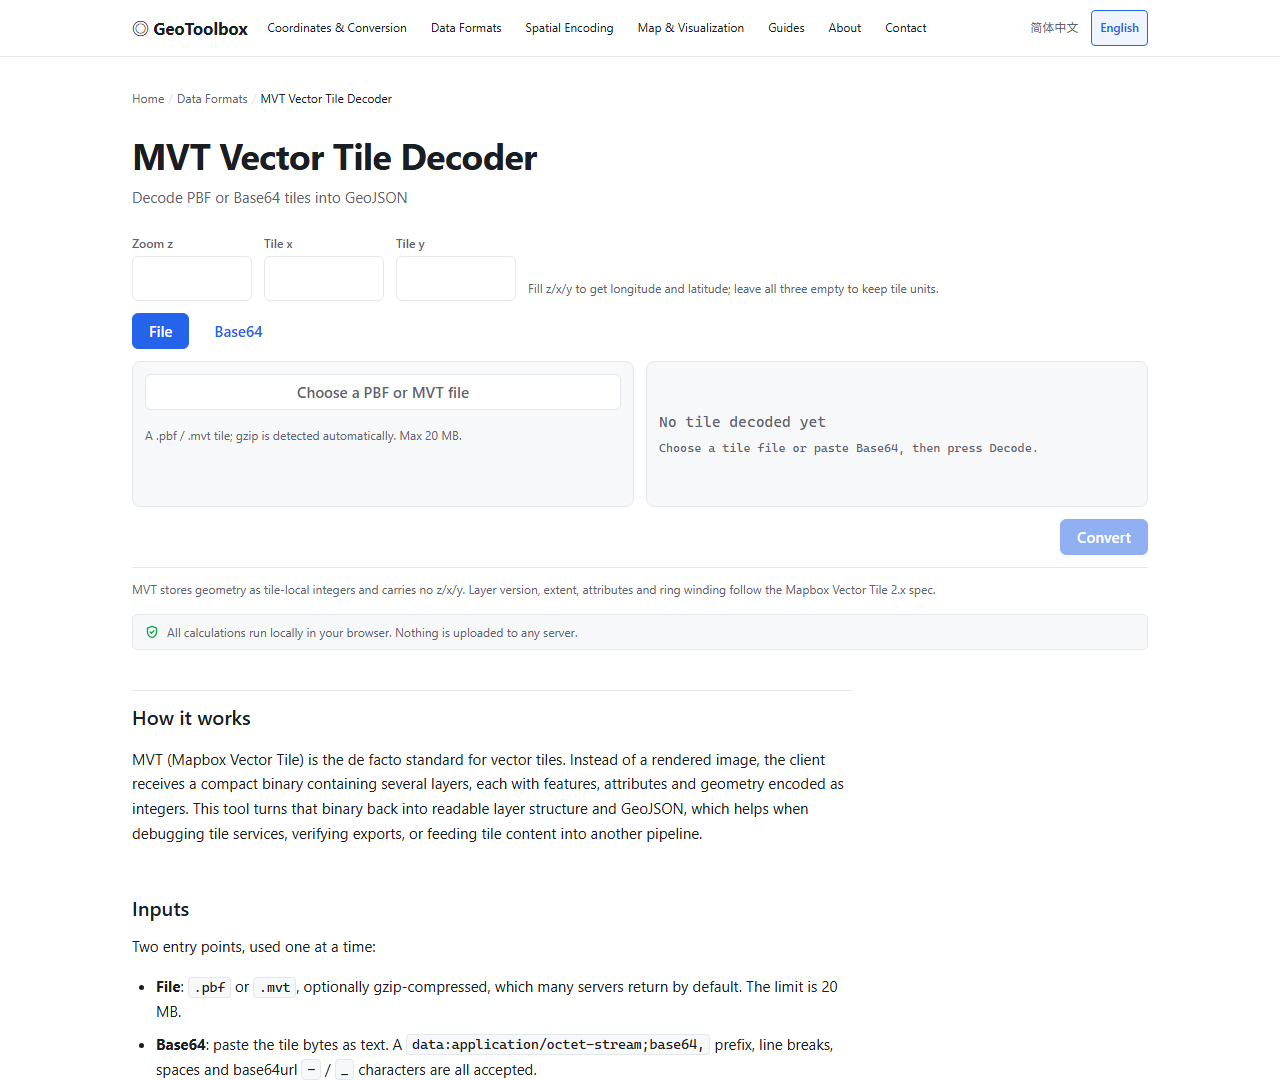 GeoToolbox Coordinates & Conversion Data Formats Spatial Encoding Map & Visualization Guides About Contact 简体中文 English
Home / Data Formats / MVT Vector Tile Decoder
MVT Vector Tile Decoder
Decode PBF or Base64 tiles into GeoJSON
Zoom z Tile x Tile y
Fill z/x/y to get longitude and latitude; leave all three empty to keep tile units.
File Base64
Choose a PBF or MVT file
A .pbf / .mvt tile; gzip is detected automatically. Max 20 MB.
No tile decoded yet
Choose a tile file or paste Base64, then press Decode.
Convert
MVT stores geometry as tile-local integers and carries no z/x/y. Layer version, extent, attributes and ring winding follow the Mapbox Vector Tile 2.x spec.
All calculations run locally in your browser. Nothing is uploaded to any server.
How it works
MVT (Mapbox Vector Tile) is the de facto standard for vector tiles. Instead of a rendered image, the client
receives a compact binary containing several layers, each with features, attributes and geometry encoded as
integers. This tool turns that binary back into readable layer structure and GeoJSON, which helps when
debugging tile services, verifying exports, or feeding tile content into another pipeline.
Inputs
Two entry points, used one at a time:
• File: .pbf or .mvt, optionally gzip-compressed, which many servers return by default. The limit is 20
MB.
• Base64: paste the tile bytes as text. A data:application/octet-stream;base64, prefix, line breaks,
spaces and base64url - / _ characters are all accepted.